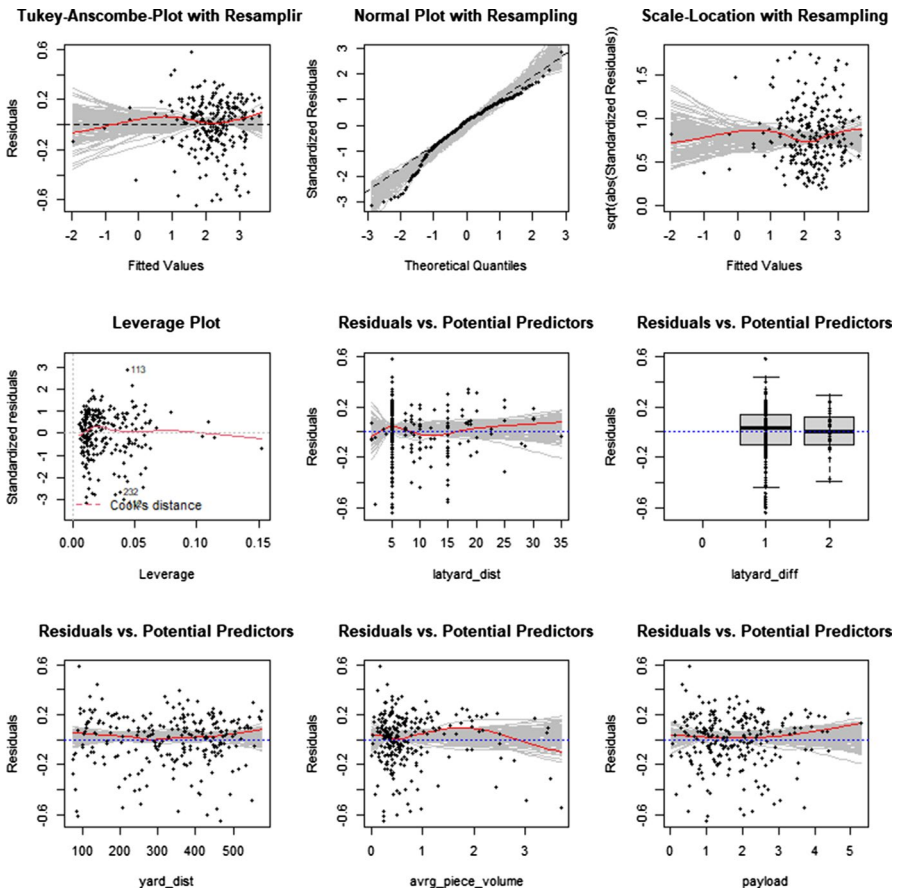 Tukey-Anscombe-Plot with Resamplir
Normal Plot with Resampling
Scale-Location with Resampling
Residuals
0.6
0.2
-0.2
-0.6
-2 -1 0 1 2 3
Fitted Values
Standardized Residuals
3
2
1
0
-1
-2
-3
-3 -2 -1 0 1 2 3
Theoretical Quantiles
sqrt(abs(Standardized Residuals))
1.5
1.0
0.5
0.0
-2 -1 0 1 2 3
Fitted Values
Leverage Plot
Residuals vs. Potential Predictors
Residuals vs. Potential Predictors
Standardized residuals
3
2
1
0
-1
-2
-3
113
232
Cook's distance
0.00 0.05 0.10 0.15
Leverage
Residuals
0.6
0.2
-0.2
-0.6
5 10 15 20 25 30 35
latyard_dist
Residuals
0.6
0.2
-0.2
-0.6
0 1 2
latyard_diff
Residuals vs. Potential Predictors
Residuals vs. Potential Predictors
Residuals vs. Potential Predictors
Residuals
0.6
0.2
-0.2
-0.6
100 200 300 400 500
yard_dist
Residuals
0.6
0.2
-0.2
-0.6
0 1 2 3
avrg_piece_volume
Residuals
0.6
0.2
-0.2
-0.6
0 1 2 3 4 5
payload